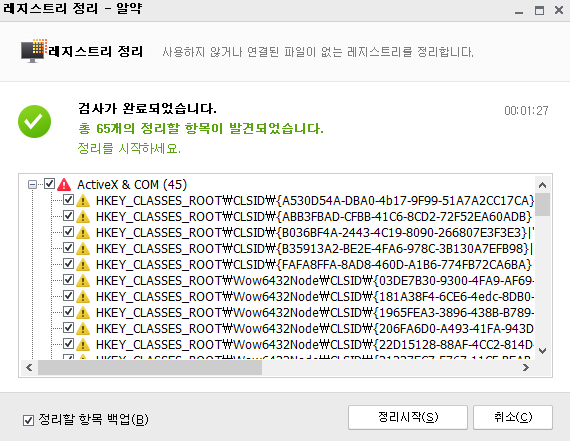 레지스트리 정리 - 알약
레지스트리 정리 사용하지 않거나 연결된 파일이 없는 레지스트리를 정리합니다.
검사가 완료되었습니다. 00:01:27
총 65개의 정리할 항목이 발견되었습니다.
정리를 시작하세요.
ActiveX & COM (45)
HKEY_CLASSES_ROOT₩CLSID₩{A530D54A-DBA0-4b17-9F99-51A7A2CC17CA}
HKEY_CLASSES_ROOT₩CLSID₩{ABB3FBAD-CFBB-41C6-8CD2-72F52EA60ADB}
HKEY_CLASSES_ROOT₩CLSID₩{B036BF4A-2443-4C19-8090-266807E3F3E3}|'
HKEY_CLASSES_ROOT₩CLSID₩{B35913A2-BE2E-4FA6-978C-3B130A7EFB98}|
HKEY_CLASSES_ROOT₩CLSID₩{FAFA8FFA-8AD8-460D-A1B6-774FB72CA6BA}
HKEY_CLASSES_ROOT₩Wow6432Node₩CLSID₩{03DE7B30-9300-4FA9-AF69-
HKEY_CLASSES_ROOT₩Wow6432Node₩CLSID₩{181A38F4-6CE6-4edc-8DB0-
HKEY_CLASSES_ROOT₩Wow6432Node₩CLSID₩{1965FEA3-3896-438B-B789-
HKEY_CLASSES_ROOT₩Wow6432Node₩CLSID₩{206FA6D0-A493-41FA-943D
HKEY_CLASSES_ROOT₩Wow6432Node₩CLSID₩{22D15128-88AF-4CC2-814D-
HKEY_CLASSES_ROOT₩Wow6432Node₩CLSID₩
정리할 항목 백업(B) 정리시작(S) 취소(C)